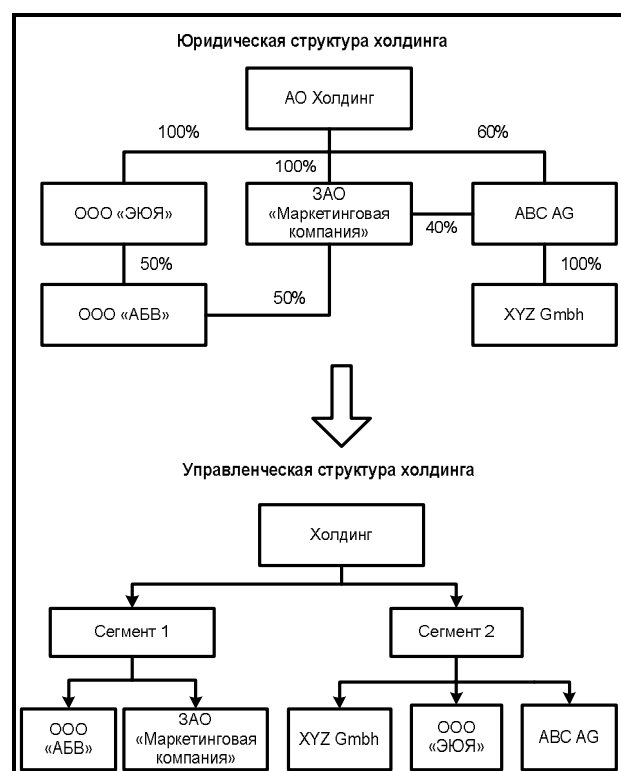 Юридическая структура холдинга
АО Холдинг
100%
100%
60%
ООО «ЭЮЯ»
ЗАО
«Маркетинговая
компания»
40%
ABC AG
50%
50%
100%
ООО «АБВ»
XYZ Gmbh
Управленческая структура холдинга
Холдинг
Сегмент 1
Сегмент 2
ООО
«АБВ»
ЗАО
«Маркетинговая
компания»
XYZ Gmbh
ООО
«ЭЮЯ»
ABC AG